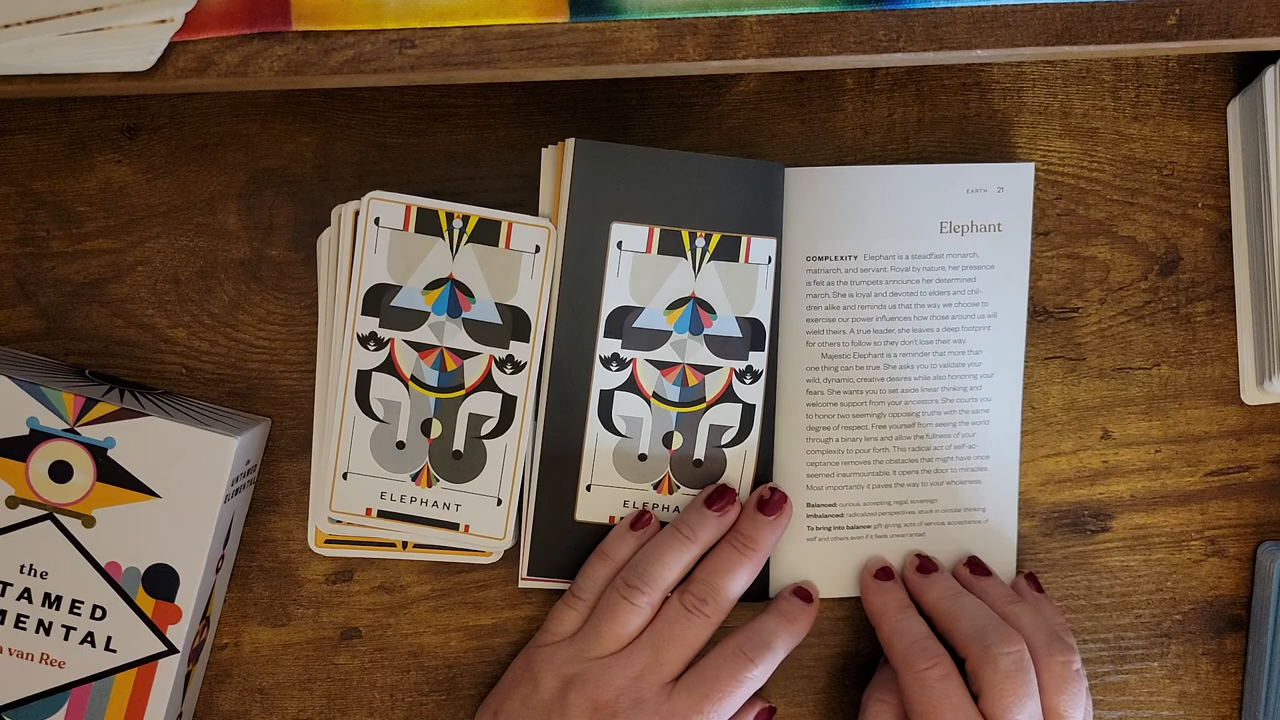 EARTH 21
Elephant
COMPLEXITY Elephant is a steadfast monarch,
matriarch, and servant. Royal by nature, her presence
is felt as the trumpets announce her determined
march. She is loyal and devoted to elders and chil-
dren alike and reminds us that the way we choose to
exercise our power influences how those around us will
wield theirs. A true leader, she leaves a deep footprint
for others to follow so they don't lose their way.
Majestic Elephant is a reminder that more than
one thing can be true. She asks you to validate your
wild, dynamic, creative desires while also honoring your
fears. She wants you to set aside linear thinking and
welcome support from your ancestors. She courts you
to honor two seemingly opposing truths with the same
degree of respect. Free yourself from seeing the world
through a binary lens and allow the fullness of your
complexity to pour forth. This radical act of self-ac-
ceptance removes the obstacles that might have once
seemed insurmountable. It opens the door to miracles.
Most importantly it paves the way to your wholeness.
Balanced: curious, accepting, regal, sovereign
Imbalanced: radicalized perspectives, stuck in circular thinking
To bring into balance: gift-giving, acts of service, acceptance of
self and others even if it feels unwarranted
ELEPHANT
ELEPHA
the
TAMED
MENTAL
van Ree
UNTAMED
ELEMENTAL